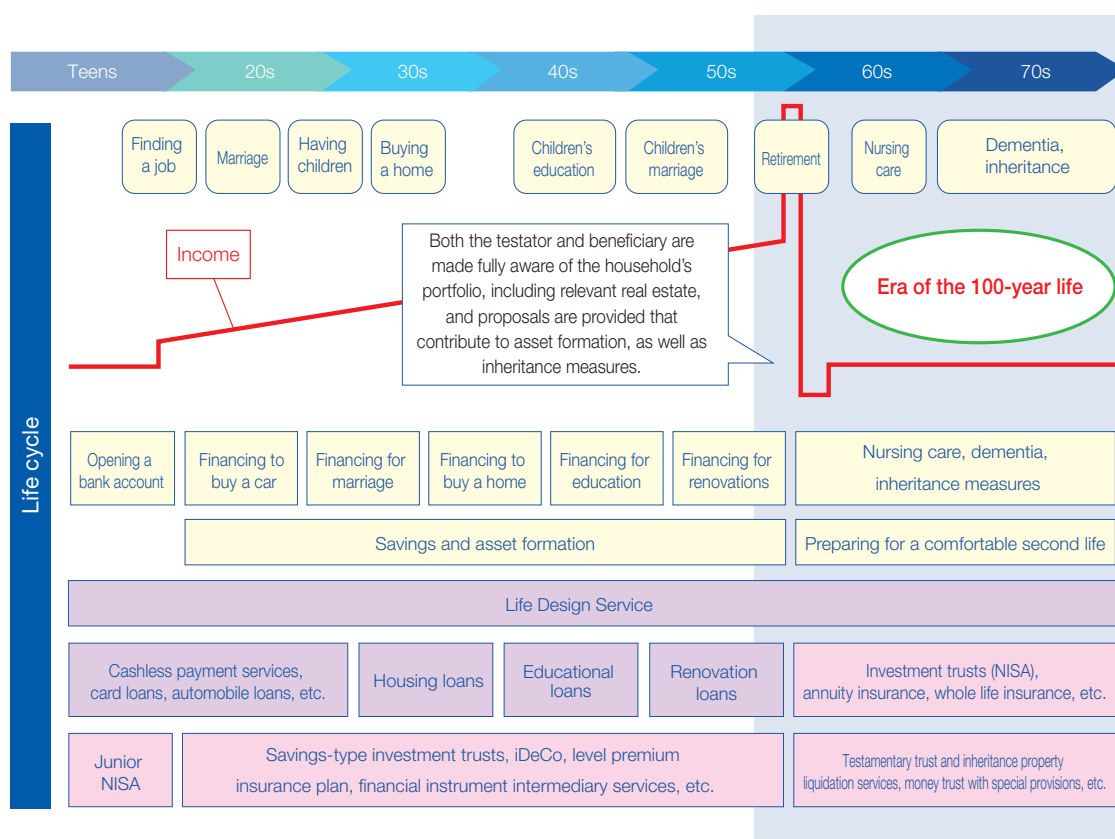 Teens
20s
30s
40s
50s
60s
70s
Life cycle
Finding
a job
Marriage
Having
children
Buying
a home
Children's
education
Children's
marriage
Retirement
Nursing
care
Dementia,
inheritance
Income
Both the testator and beneficiary are
made fully aware of the household's
portfolio, including relevant real estate,
and proposals are provided that
contribute to asset formation, as well as
inheritance measures.
Era of the 100-year life
Opening a
bank account
Financing to
buy a car
Financing for
marriage
Financing to
buy a home
Financing for
education
Financing for
renovations
Nursing care, dementia,
inheritance measures
Savings and asset formation
Preparing for a comfortable second life
Life Design Service
Cashless payment services,
card loans, automobile loans, etc.
Housing loans
Educational
loans
Renovation
loans
Investment trusts (NISA),
annuity insurance, whole life insurance, etc.
Junior
NISA
Savings-type investment trusts, iDeCo, level premium
insurance plan, financial instrument intermediary services, etc.
Testamentary trust and inheritance property
liquidation services, money trust with special provisions, etc.